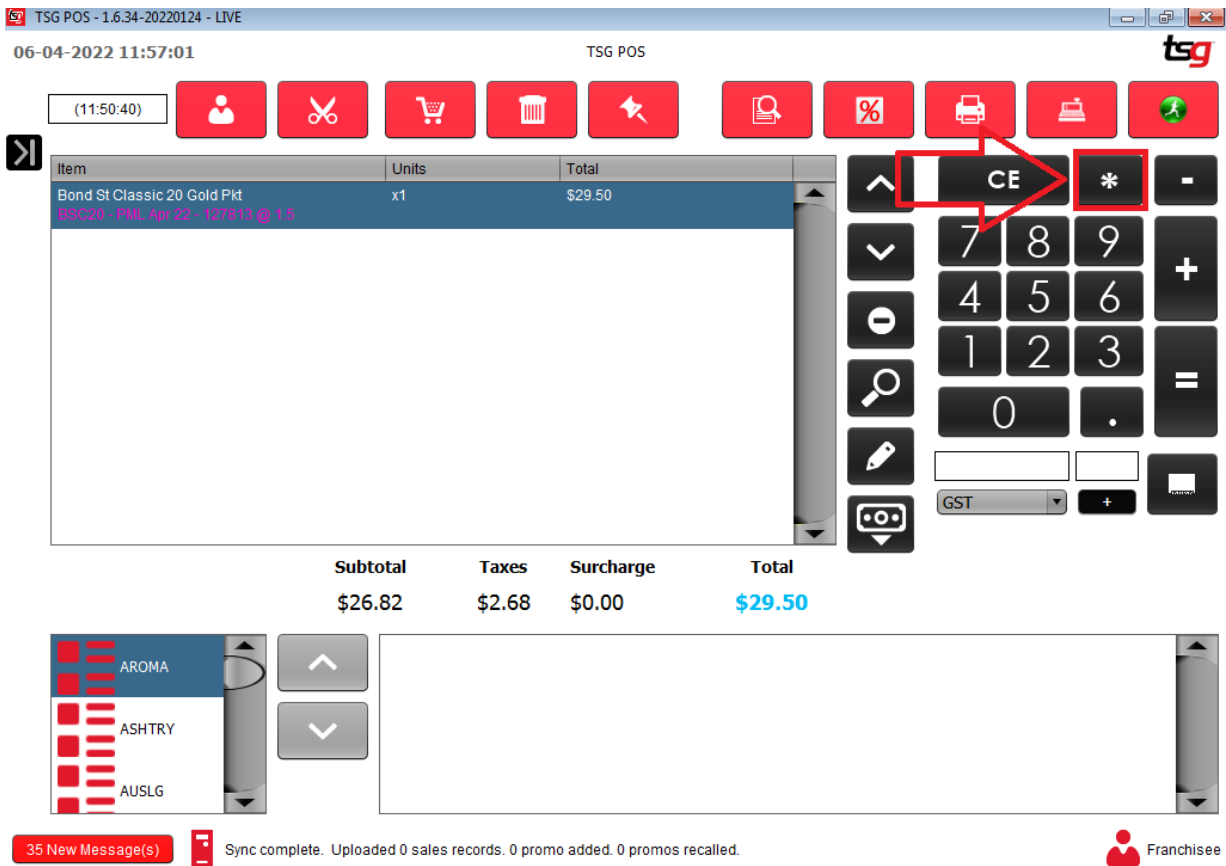 TSG POS - 1.6.34-20220124 - LIVE
06-04-2022 11:57:01
TSG POS
tsg
(11:50:40)
%
Item Units Total
Bond St Classic 20 Gold Pkt x1 $29.50
BSC20 - PML Apr 22 - 127813 @ 1.5
CE * -
7 8 9 +
4 5 6
1 2 3 =
0 .
GST +
Subtotal Taxes Surcharge Total
$26.82 $2.68 $0.00 $29.50
AROMA
ASHTRY
AUSLG
35 New Message(s) Sync complete. Uploaded 0 sales records. 0 promo added. 0 promos recalled. Franchisee